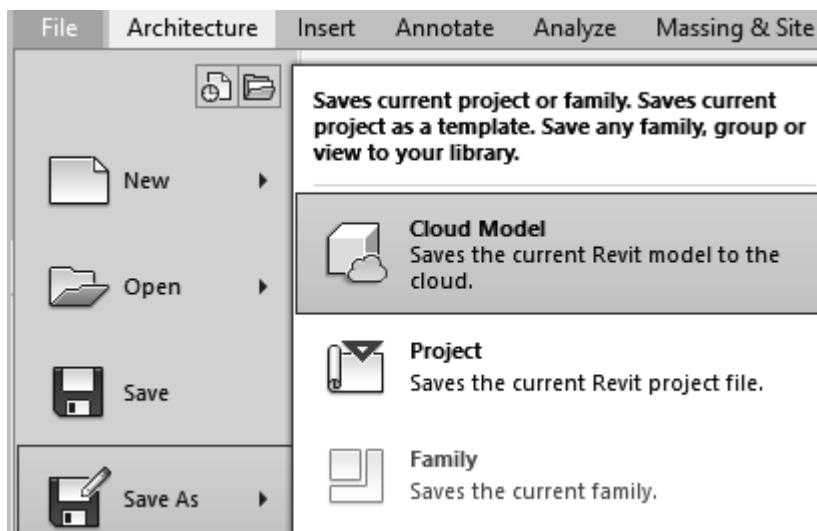 File Architecture Insert Annotate Analyze Massing & Site
Saves current project or family. Saves current
project as a template. Save any family, group or
view to your library.
New
Cloud Model
Saves the current Revit model to the
cloud.
Open
Project
Saves the current Revit project file.
Save
Family
Saves the current family.
Save As